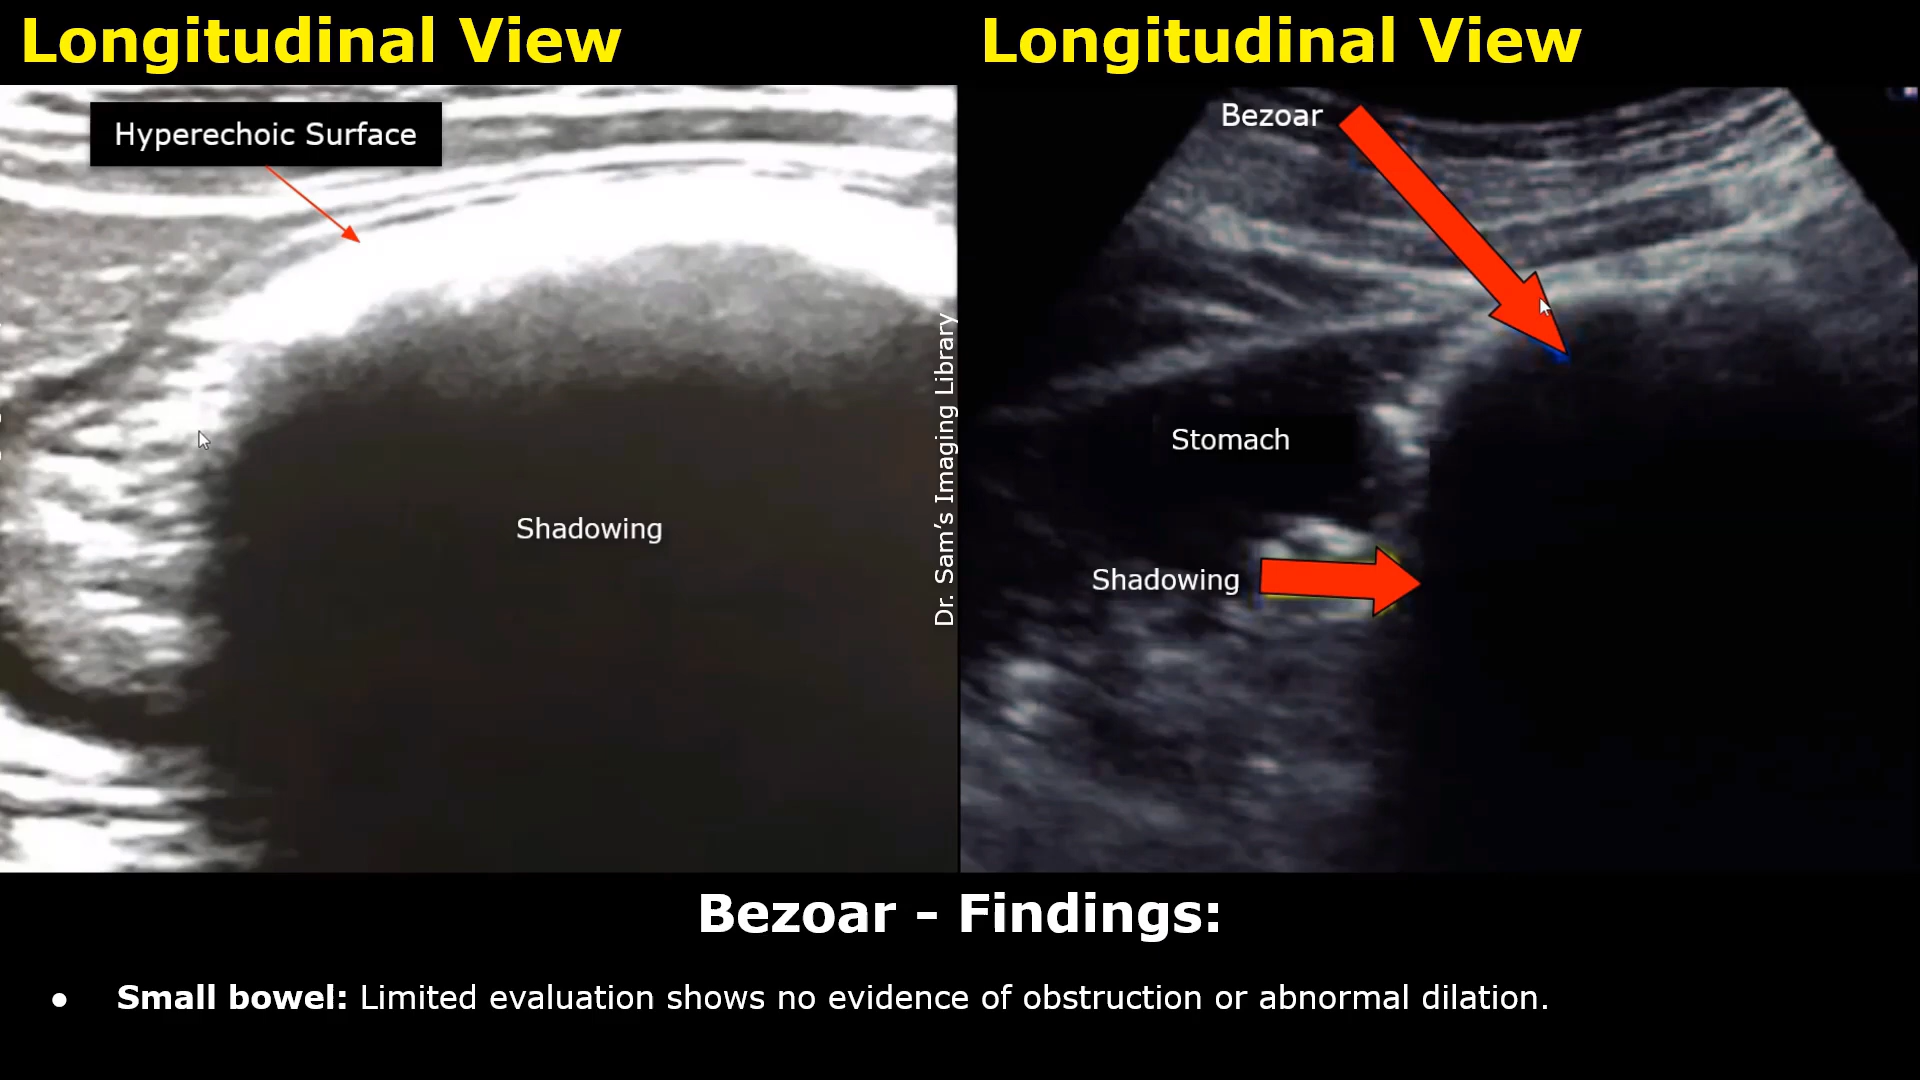 Longitudinal View
Longitudinal View
Hyperechoic Surface
Shadowing
Dr. Sam’s Imaging Library
Bezoar
Stomach
Shadowing
Bezoar – Findings:
● Small bowel: Limited evaluation shows no evidence of obstruction or abnormal dilation.